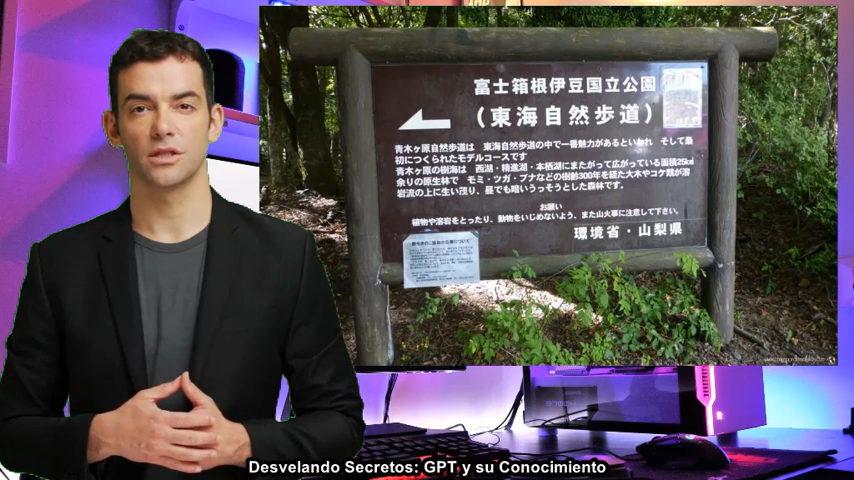 富士箱根伊豆国立公園
(東海自然歩道)
青木ヶ原自然歩道は 東海自然歩道の中で一番魅力があるといわれ そして最
初につくられたモデルコースです
青木ヶ原の樹海は 西湖・精進湖・本栖湖にまたがって広がっている面積25㎢
余りの原生林で モミ・ツガ・ブナなどの樹齢300年を経た大木やコケ類が溶
岩流の上に生い茂り、昼でも暗いうっそうとした森林です。
お願い
植物や溶岩をとったり、動物をいじめないよう、また山火事に注意して下さい。
環境省・山梨県
Desvelando Secretos: GPT y su Conocimiento